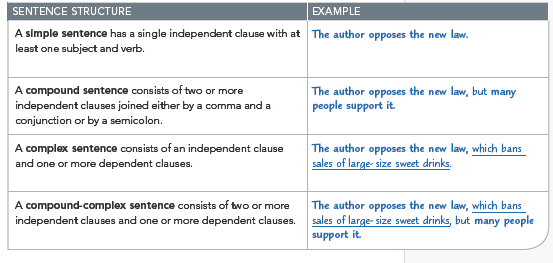 SENTENCE STRUCTURE EXAMPLE
A simple sentence has a single independent clause with at
least one subject and verb.
The author opposes the new law.
A compound sentence consists of two or more
independent clauses joined either by a comma and a
conjunction or by a semicolon.
The author opposes the new law, but many
people support it.
A complex sentence consists of an independent clause
and one or more dependent clauses.
The author opposes the new law, which bans
sales of large-size sweet drinks.
A compound-complex sentence consists of two or more
independent clauses and one or more dependent clauses.
The author opposes the new law, which bans
sales of large-size sweet drinks, but many people
support it.